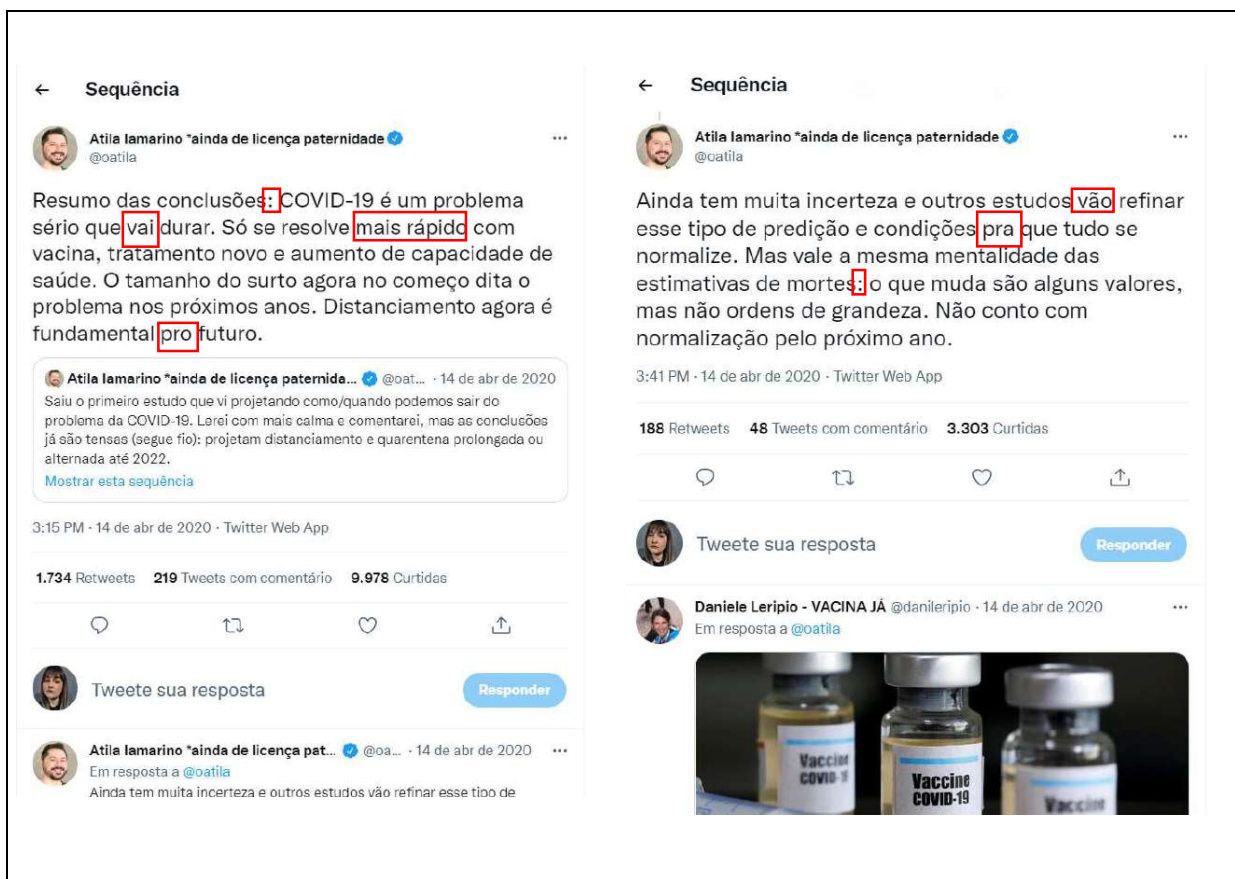 ← Sequência
Atila Iamarino *ainda de licença paternidade
@oatila
Resumo das conclusões: COVID-19 é um problema
sério que vai durar. Só se resolve mais rápido com
vacina, tratamento novo e aumento de capacidade de
saúde. O tamanho do surto agora no começo dita o
problema nos próximos anos. Distanciamento agora é
fundamental pro futuro.
Atila Iamarino *ainda de licença paternida... @oat... · 14 de abr de 2020
Saiu o primeiro estudo que vi projetando como/quando podemos sair do
problema da COVID-19. Lerei com mais calma e comentarei, mas as conclusões
já são tensas (segue fio): projetam distanciamento e quarentena prolongada ou
alternada até 2022.
Mostrar esta sequência
3:15 PM · 14 de abr de 2020 · Twitter Web App
1.734 Retweets 219 Tweets com comentário 9.978 Curtidas
Tweete sua resposta
Responder
Atila Iamarino *ainda de licença pat... @oa... · 14 de abr de 2020 ...
Em resposta a @oatila
Ainda tem muita incerteza e outros estudos vão refinar esse tipo de
← Sequência
Atila Iamarino *ainda de licença paternidade
@oatila
Ainda tem muita incerteza e outros estudos vão refinar
esse tipo de predição e condições pra que tudo se
normalize. Mas vale a mesma mentalidade das
estimativas de mortes: o que muda são alguns valores,
mas não ordens de grandeza. Não conto com
normalização pelo próximo ano.
3:41 PM · 14 de abr de 2020 · Twitter Web App
188 Retweets 48 Tweets com comentário 3.303 Curtidas
Tweete sua resposta
Responder
Daniele Leripio - VACINA JÁ @danileripio · 14 de abr de 2020 ...
Em resposta a @oatila
Vaccine
COVID-19
Vaccine
COVID-19
Vaccine